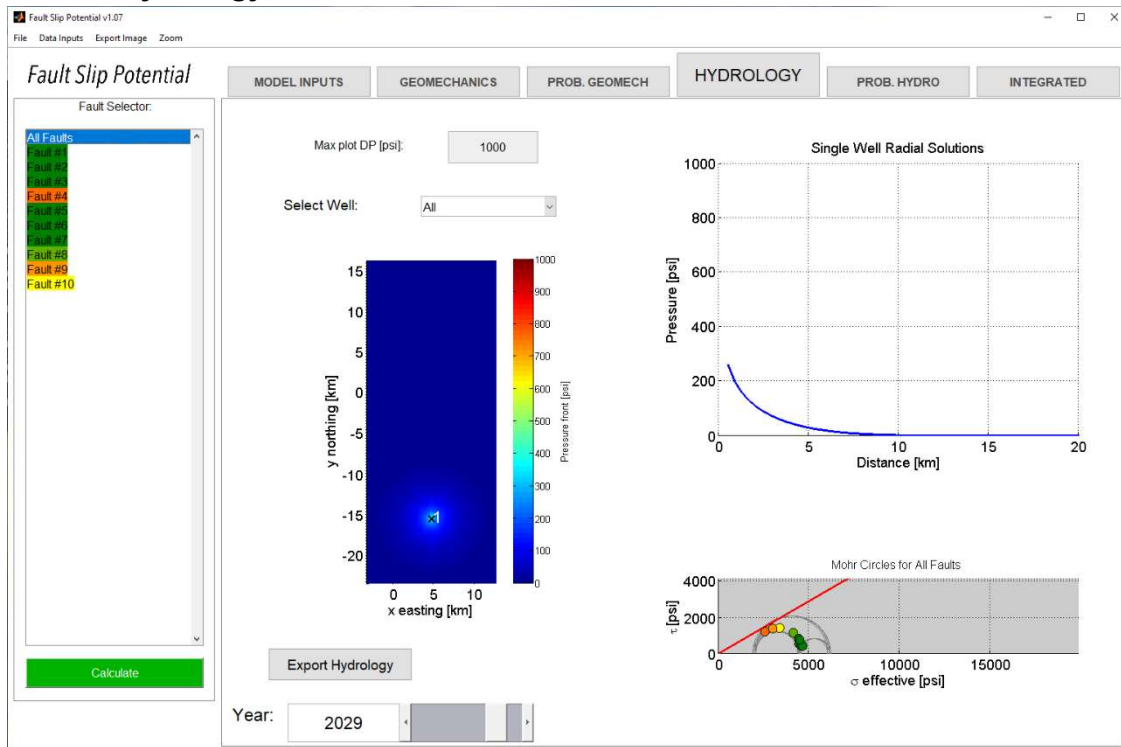 Fault Slip Potential v1.07
File Data Inputs Export Image Zoom
Fault Slip Potential
MODEL INPUTS GEOMECHANICS PROB. GEOMECH HYDROLOGY PROB. HYDRO INTEGRATED
Fault Selector:
All Faults
Fault #1
Fault #2
Fault #3
Fault #4
Fault #5
Fault #6
Fault #7
Fault #8
Fault #9
Fault #10
Calculate
Max plot DP [psi]: 1000
Select Well: All
15
10
5
0
-5
-10
-15
-20
y northing [km]
1
0 5 10
x easting [km]
1000
900
800
700
600
500
400
300
200
100
0
Pressure front [psi]
Export Hydrology
Year: 2029
Single Well Radial Solutions
1000
800
600
400
200
0
Pressure [psi]
0 5 10 15 20
Distance [km]
Mohr Circles for All Faults
4000
2000
0
τ [psi]
0 5000 10000 15000
σ effective [psi]